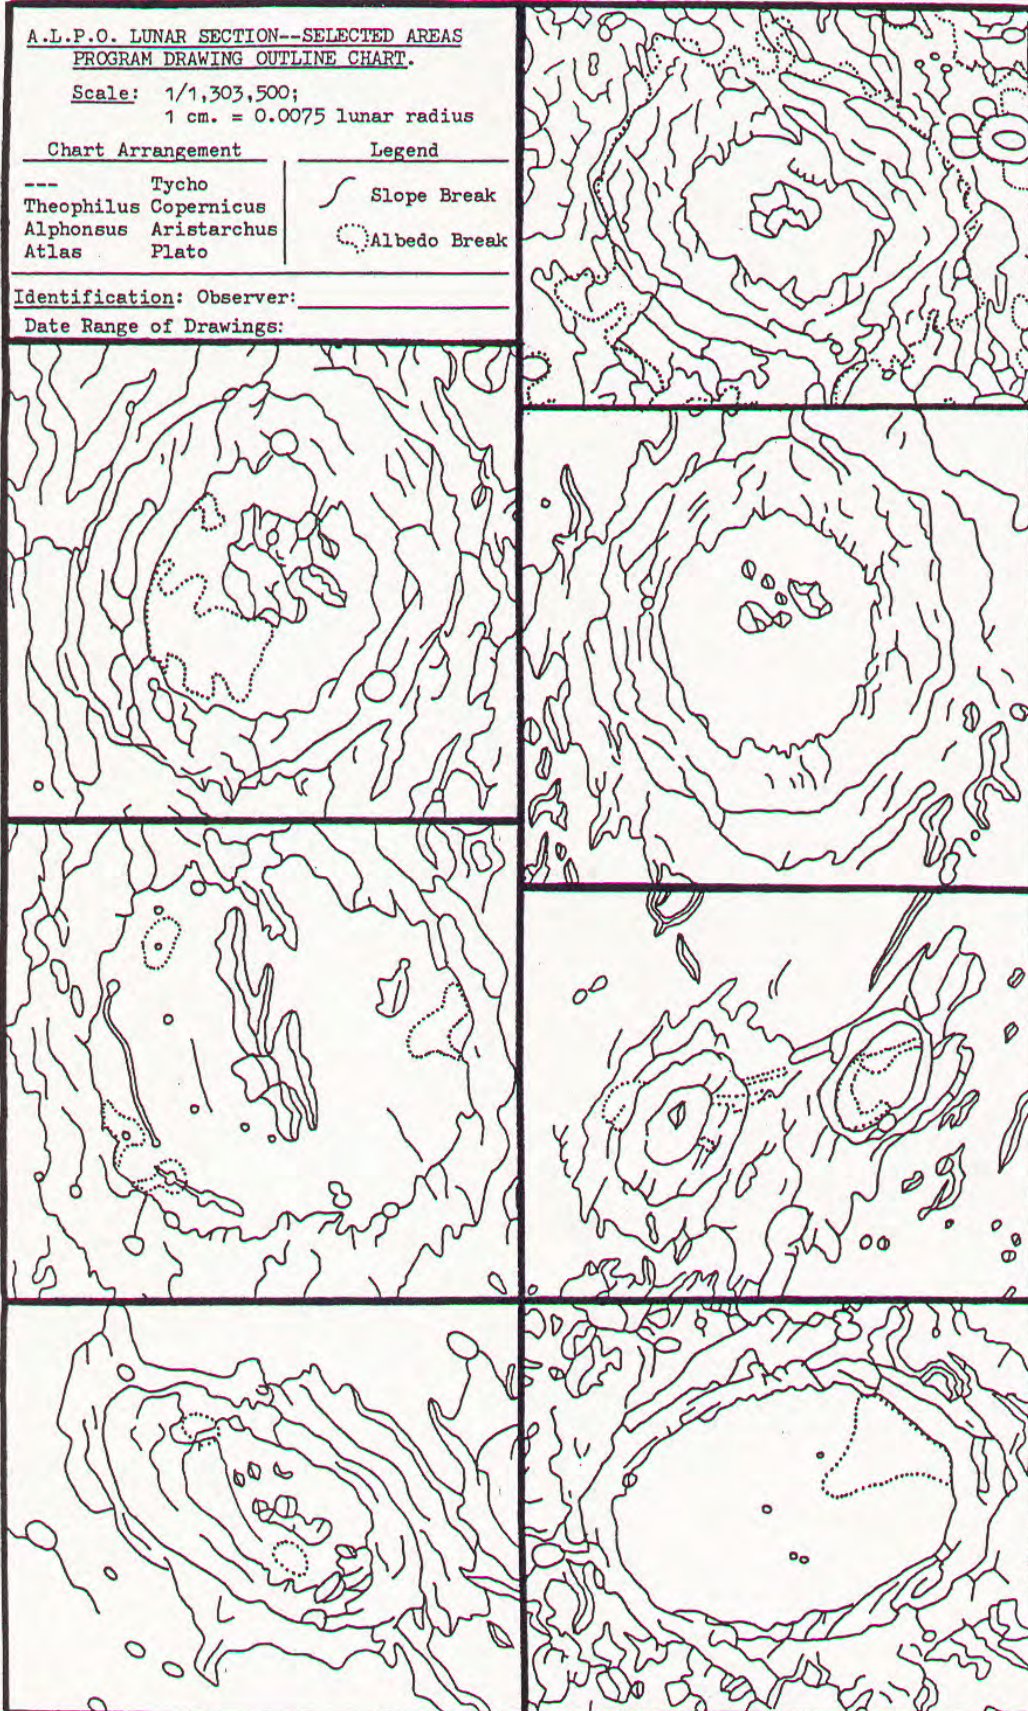 A.L.P.O. LUNAR SECTION--SELECTED AREAS
PROGRAM DRAWING OUTLINE CHART.
Scale: 1/1,303,500;
1 cm. = 0.0075 lunar radius
Chart Arrangement
--- Tycho
Theophilus Copernicus
Alphonsus Aristarchus
Atlas Plato
Legend
Slope Break
Albedo Break
Identification: Observer:
Date Range of Drawings: